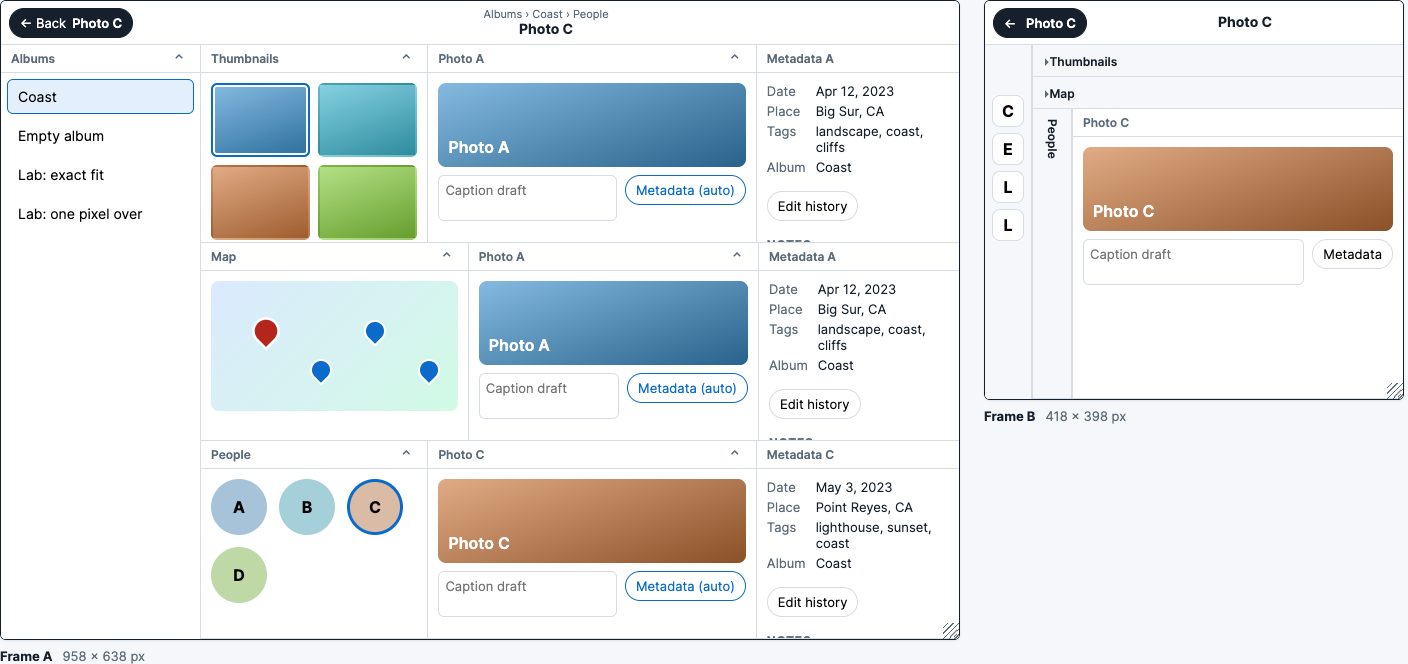 ← Back Photo C
Albums › Coast › People
Photo C
Albums
Coast
Empty album
Lab: exact fit
Lab: one pixel over
Thumbnails
Photo A
Photo A
Caption draft
Metadata (auto)
Metadata A
Date Apr 12, 2023
Place Big Sur, CA
Tags landscape, coast,
cliffs
Album Coast
Edit history
Map
Photo A
Photo A
Caption draft
Metadata (auto)
Metadata A
Date Apr 12, 2023
Place Big Sur, CA
Tags landscape, coast,
cliffs
Album Coast
Edit history
People
A
B
C
D
Photo C
Photo C
Caption draft
Metadata (auto)
Metadata C
Date May 3, 2023
Place Point Reyes, CA
Tags lighthouse, sunset,
coast
Album Coast
Edit history
Frame A 958 × 638 px
← Photo C
Photo C
C
E
L
L
Thumbnails
Map
People
Photo C
Photo C
Caption draft
Metadata
Frame B 418 × 398 px